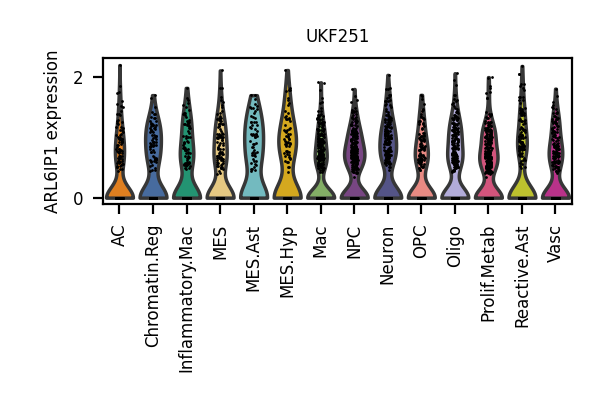 UKF251
ARL6IP1 expression
2
0
AC
Chromatin.Reg
Inflammatory.Mac
MES
MES.Ast
MES.Hyp
Mac
NPC
Neuron
OPC
Oligo
Prolif.Metab
Reactive.Ast
Vasc